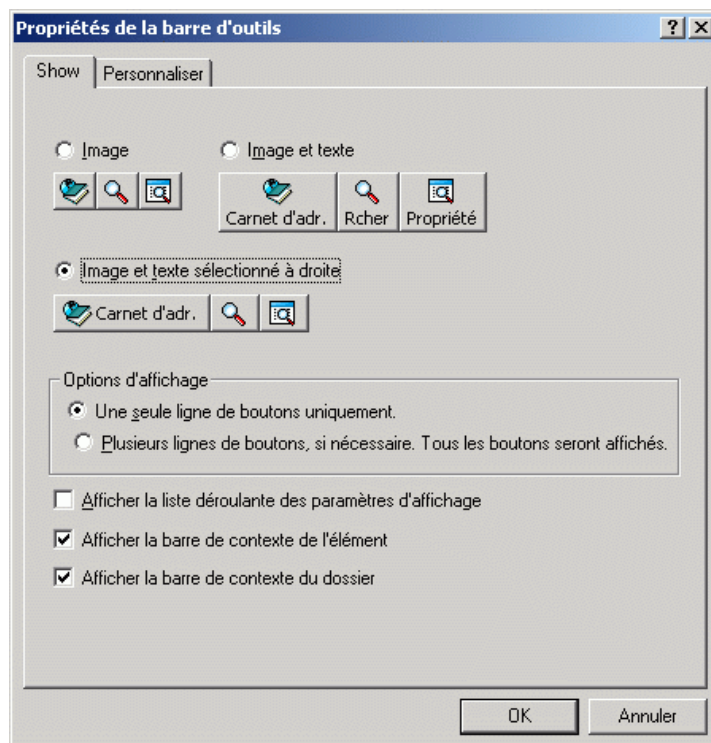 Propriétés de la barre d'outils
Show Personnaliser
Image Image et texte
Carnet d'adr. Rcher Propriété
Image et texte sélectionné à droite
Carnet d'adr.
Options d'affichage
Une seule ligne de boutons uniquement.
Plusieurs lignes de boutons, si nécessaire. Tous les boutons seront affichés.
Afficher la liste déroulante des paramètres d'affichage
Afficher la barre de contexte de l'élément
Afficher la barre de contexte du dossier
OK Annuler